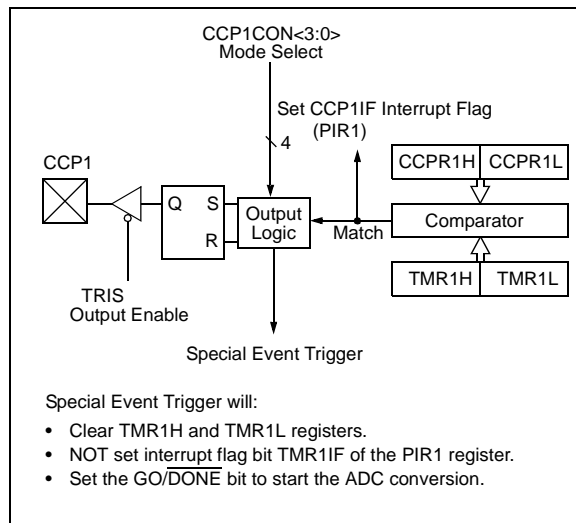 CCP1CON<3:0>
Mode Select
Set CCP1IF Interrupt Flag
(PIR1)
4
CCP1
CCPR1H CCPR1L
Q S
R
Output
Logic
Match
Comparator
TMR1H TMR1L
TRIS
Output Enable
Special Event Trigger
Special Event Trigger will:
• Clear TMR1H and TMR1L registers.
• NOT set interrupt flag bit TMR1IF of the PIR1 register.
• Set the GO/DONE bit to start the ADC conversion.